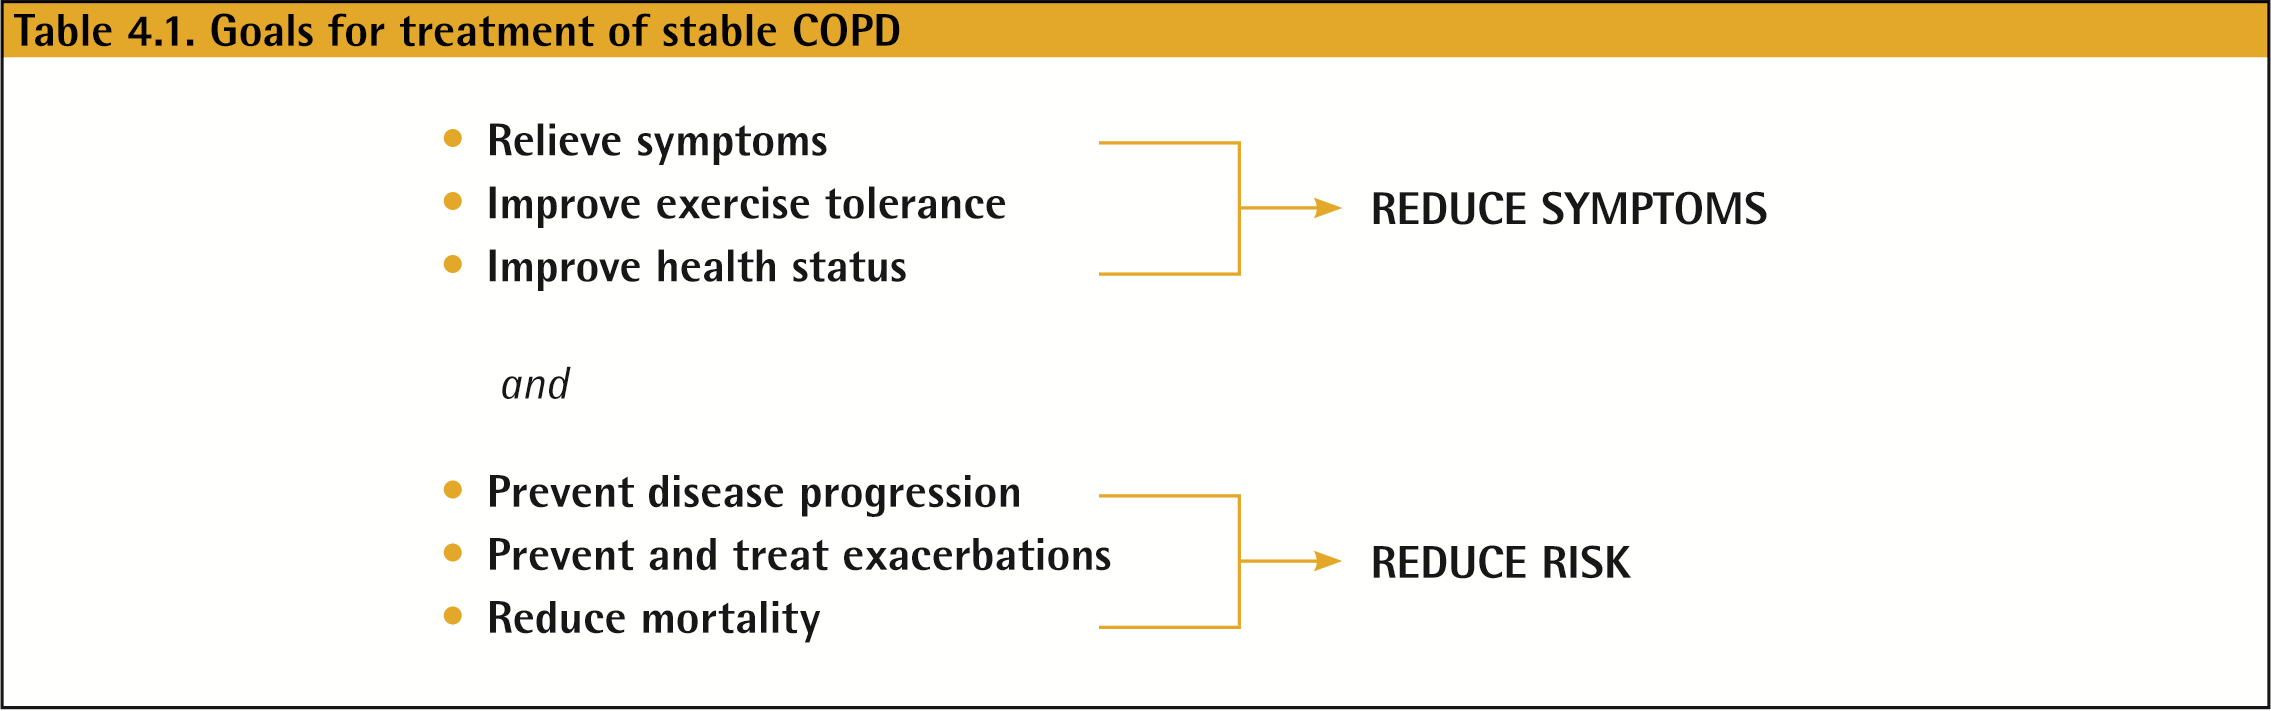 Table 4.1. Goals for treatment of stable COPD
• Relieve symptoms
• Improve exercise tolerance
• Improve health status
REDUCE SYMPTOMS
and
• Prevent disease progression
• Prevent and treat exacerbations
• Reduce mortality
REDUCE RISK